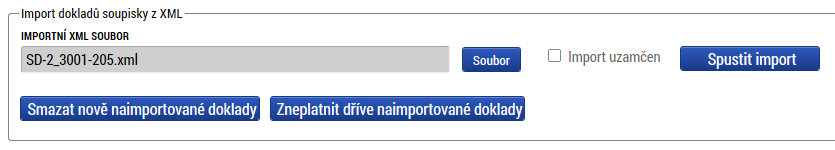 Import dokladů soupisky z XML
IMPORTNÍ XML SOUBOR
SD-2_3001-205.xml
Soubor
Import uzamčen
Spustit import
Smazat nově naimportované doklady
Zneplatnit dříve naimportované doklady